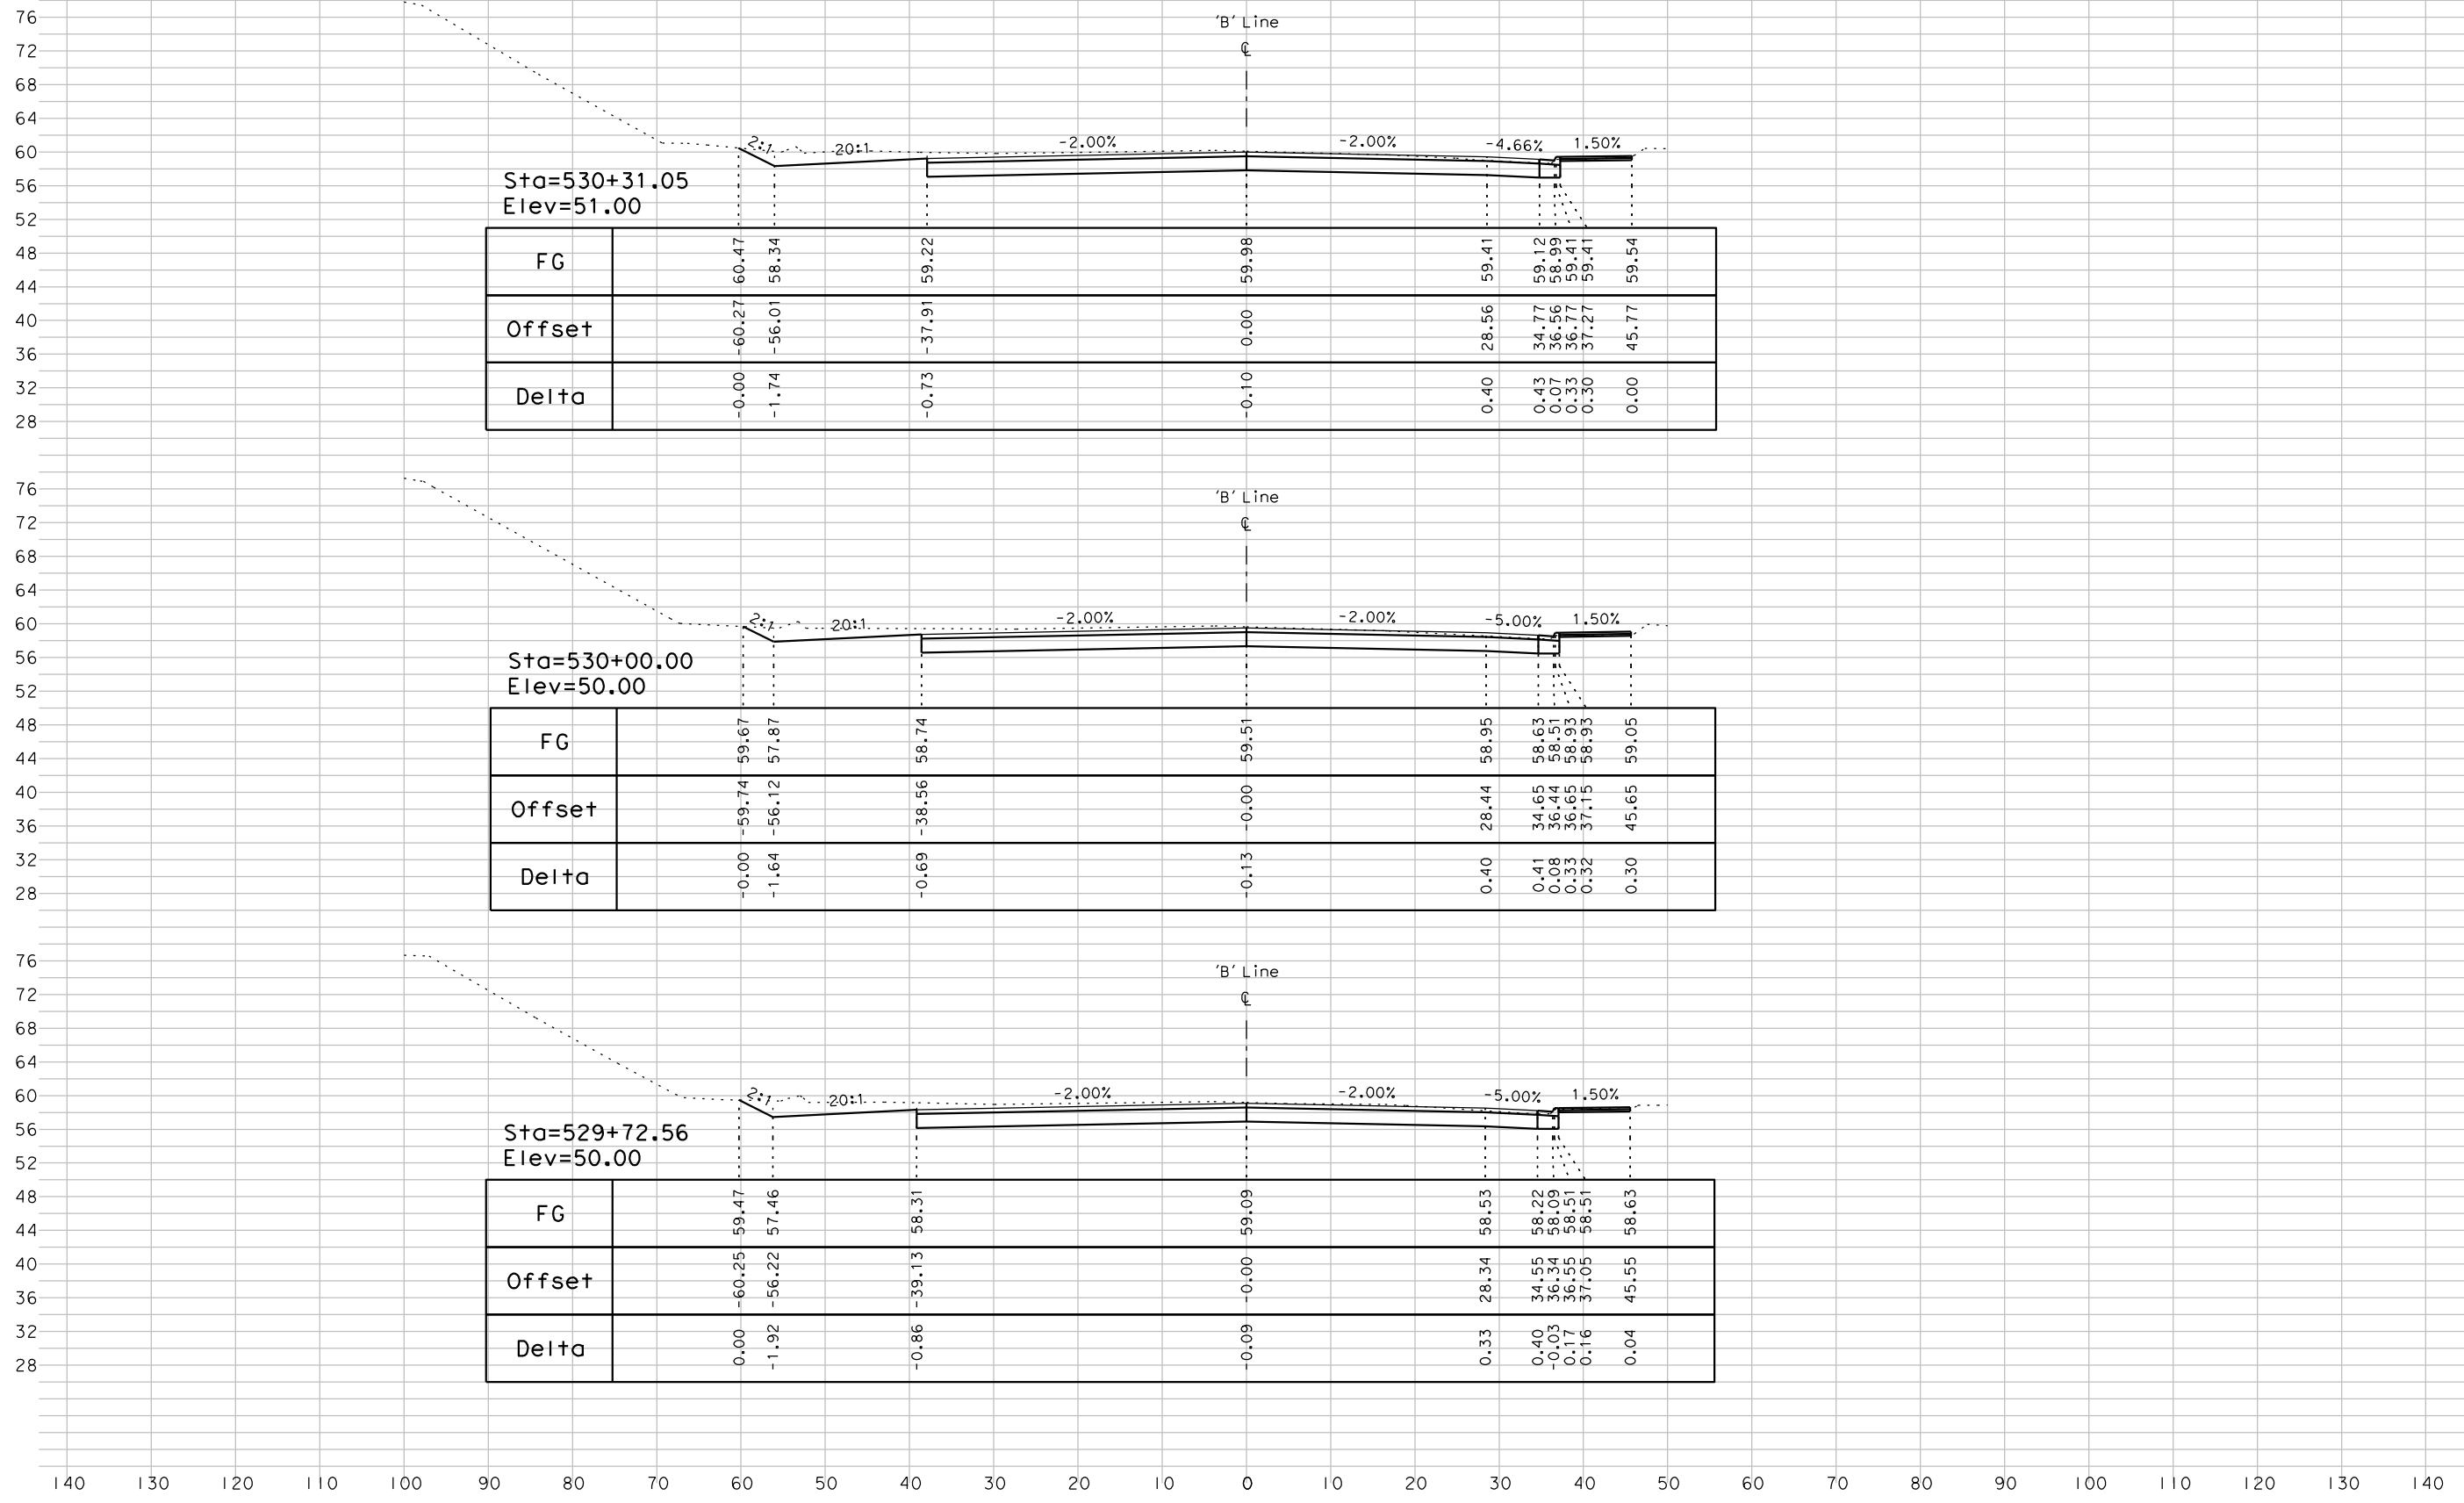 'B' Line
℄
76
72
68
64
60
56
52
48
44
40
36
32
28
2:1 20:1 -2.00% -2.00% -4.66% 1.50%
Sta=530+31.05
Elev=51.00
FG 60.47 58.34 59.22 59.98 59.41 59.12 58.99 59.41 59.41 59.54
Offset -60.27 -56.01 -37.91 0.00 28.56 34.77 36.56 36.77 37.27 45.77
Delta -0.00 -1.74 -0.73 -0.10 0.40 0.43 0.07 0.33 0.30 0.00
'B' Line
℄
76
72
68
64
60
56
52
48
44
40
36
32
28
2:1 20:1 -2.00% -2.00% -5.00% 1.50%
Sta=530+00.00
Elev=50.00
FG 59.67 57.87 58.74 59.51 58.95 58.63 58.51 58.93 58.93 59.05
Offset -59.74 -56.12 -38.56 -0.00 28.44 34.65 36.44 36.65 37.15 45.65
Delta -0.00 -1.64 -0.69 -0.13 0.40 0.41 0.08 0.33 0.32 0.30
'B' Line
℄
76
72
68
64
60
56
52
48
44
40
36
32
28
2:1 20:1 -2.00% -2.00% -5.00% 1.50%
Sta=529+72.56
Elev=50.00
FG 59.47 57.46 58.31 59.09 58.53 58.22 58.09 58.51 58.51 58.63
Offset -60.25 -56.22 -39.13 -0.00 28.34 34.55 36.34 36.55 37.05 45.55
Delta 0.00 -1.92 -0.86 -0.09 0.33 0.40 -0.03 0.17 0.16 0.04
140 130 120 110 100 90 80 70 60 50 40 30 20 10 0 10 20 30 40 50 60 70 80 90 100 110 120 130 140